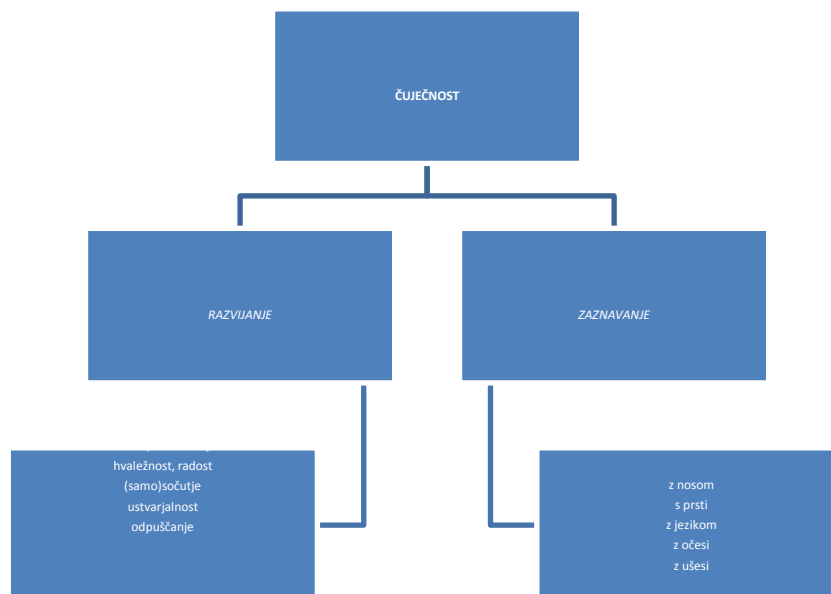 ČUJEČNOST
RAZVIJANJE
ZAZNAVANJE
hvaležnost, radost
(samo)sočutje
ustvarjalnost
odpuščanje
z nosom
s prsti
z jezikom
z očesi
z ušesi